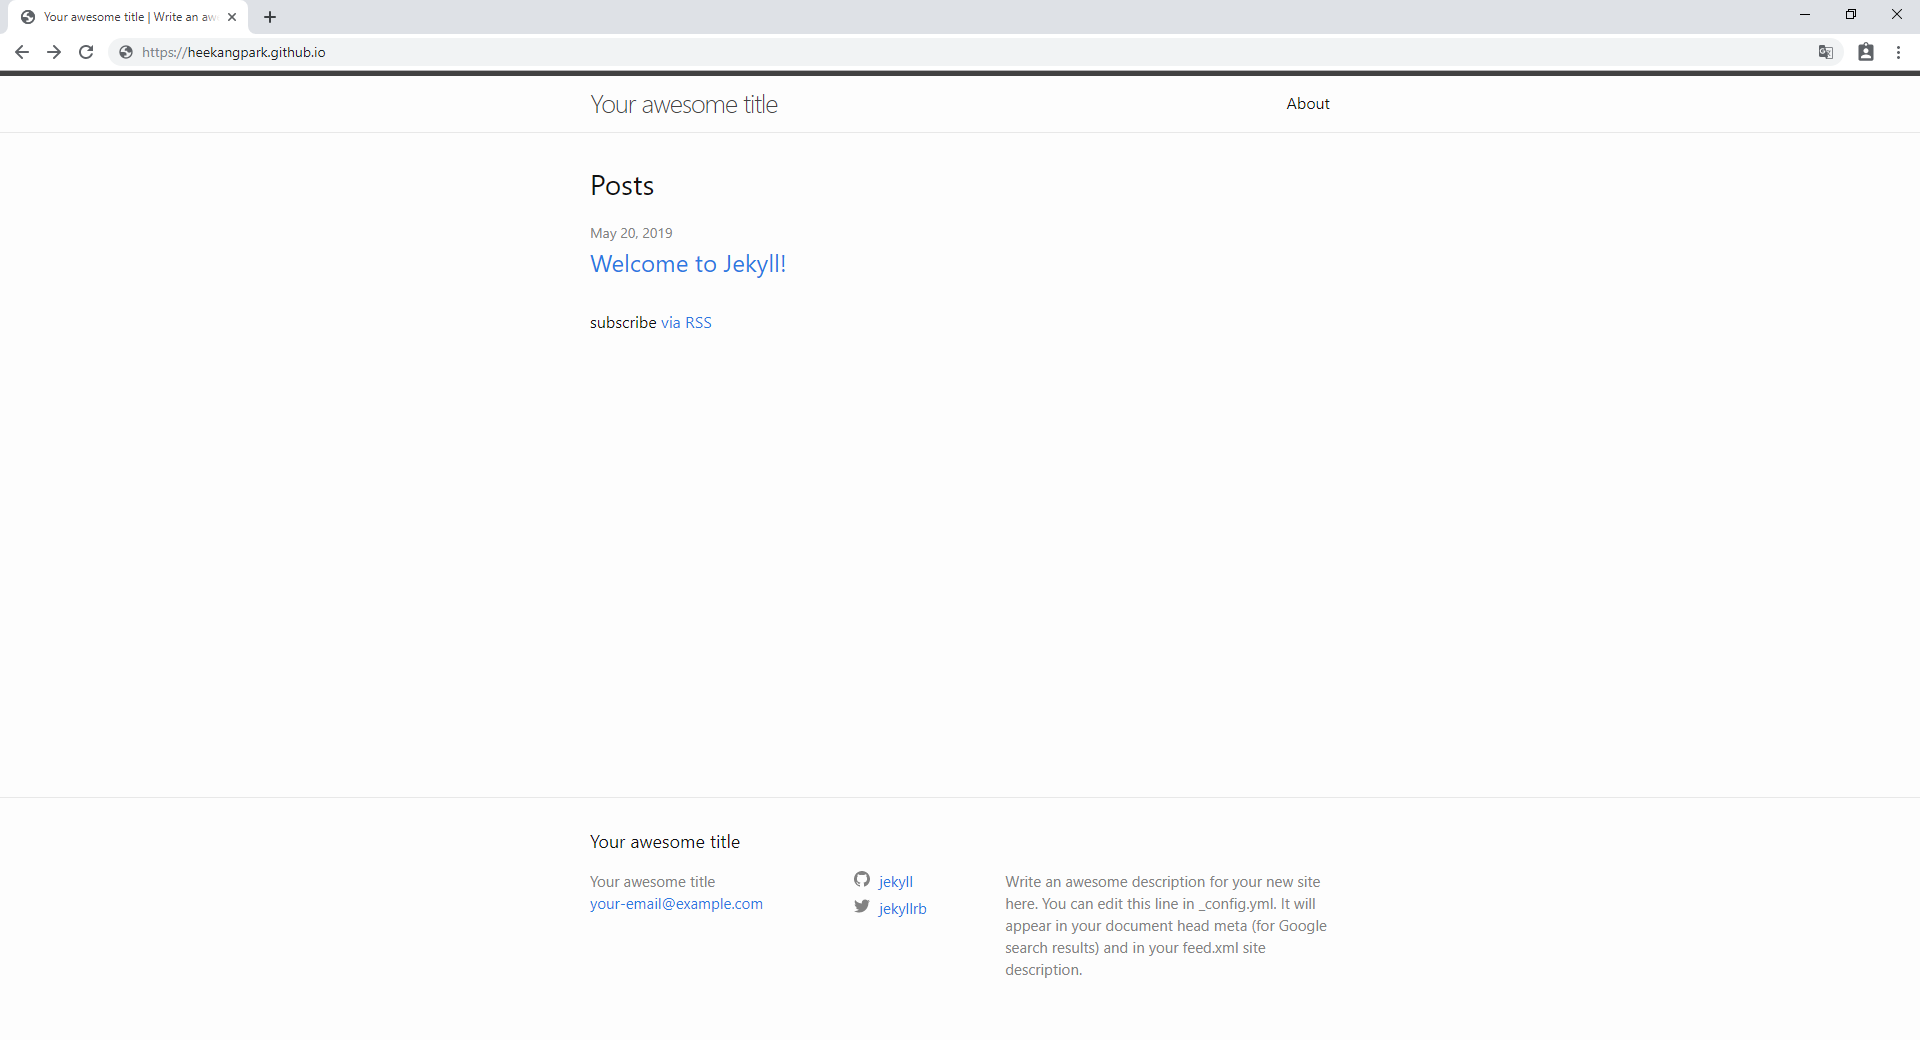 Your awesome title | Write an aw
https://heekangpark.github.io
Your awesome title
About
Posts
May 20, 2019
Welcome to Jekyll!
subscribe via RSS
Your awesome title
Your awesome title
your-email@example.com
jekyll
jekyllrb
Write an awesome description for your new site
here. You can edit this line in _config.yml. It will
appear in your document head meta (for Google
search results) and in your feed.xml site
description.